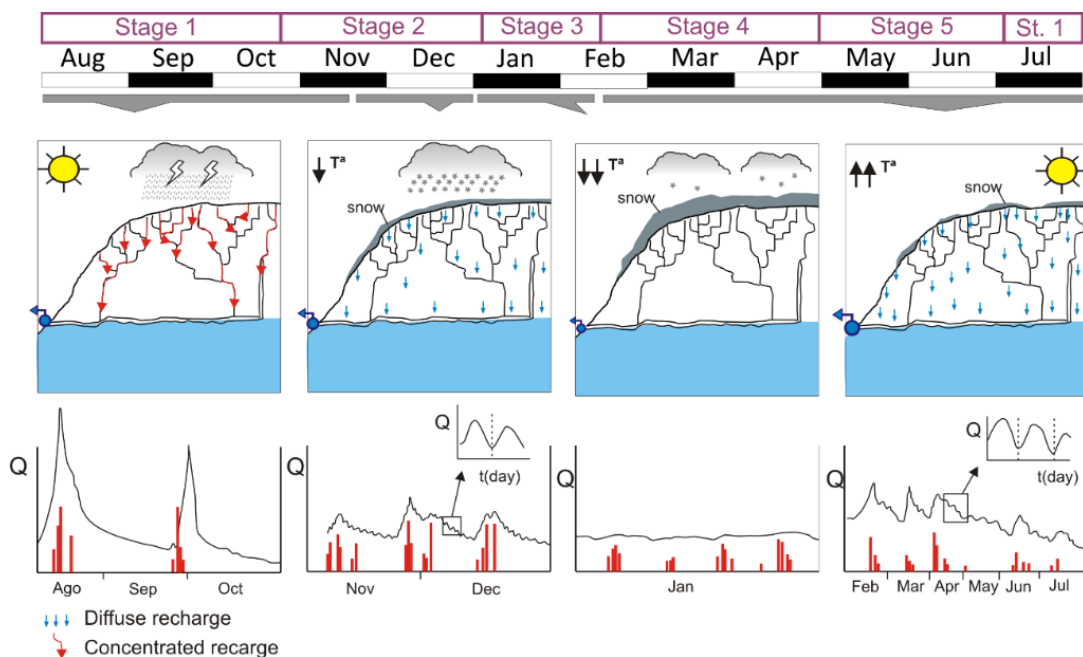 Stage 1 Stage 2 Stage 3 Stage 4 Stage 5 St. 1
Aug Sep Oct Nov Dec Jan Feb Mar Apr May Jun Jul
Tª Tª Tª
snow snow snow
Q Q Q Q
Q t(day) Q t(day)
Ago Sep Oct Nov Dec Jan Feb Mar Apr May Jun Jul
Diffuse recharge
Concentrated recarge